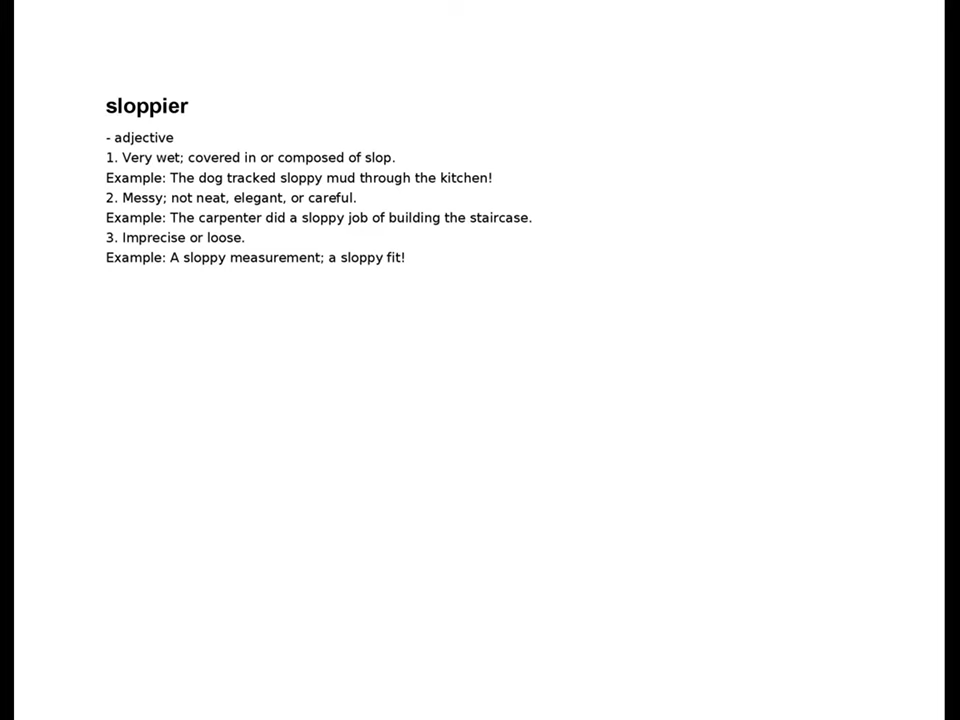 sloppier
- adjective
1. Very wet; covered in or composed of slop.
Example: The dog tracked sloppy mud through the kitchen!
2. Messy; not neat, elegant, or careful.
Example: The carpenter did a sloppy job of building the staircase.
3. Imprecise or loose.
Example: A sloppy measurement; a sloppy fit!